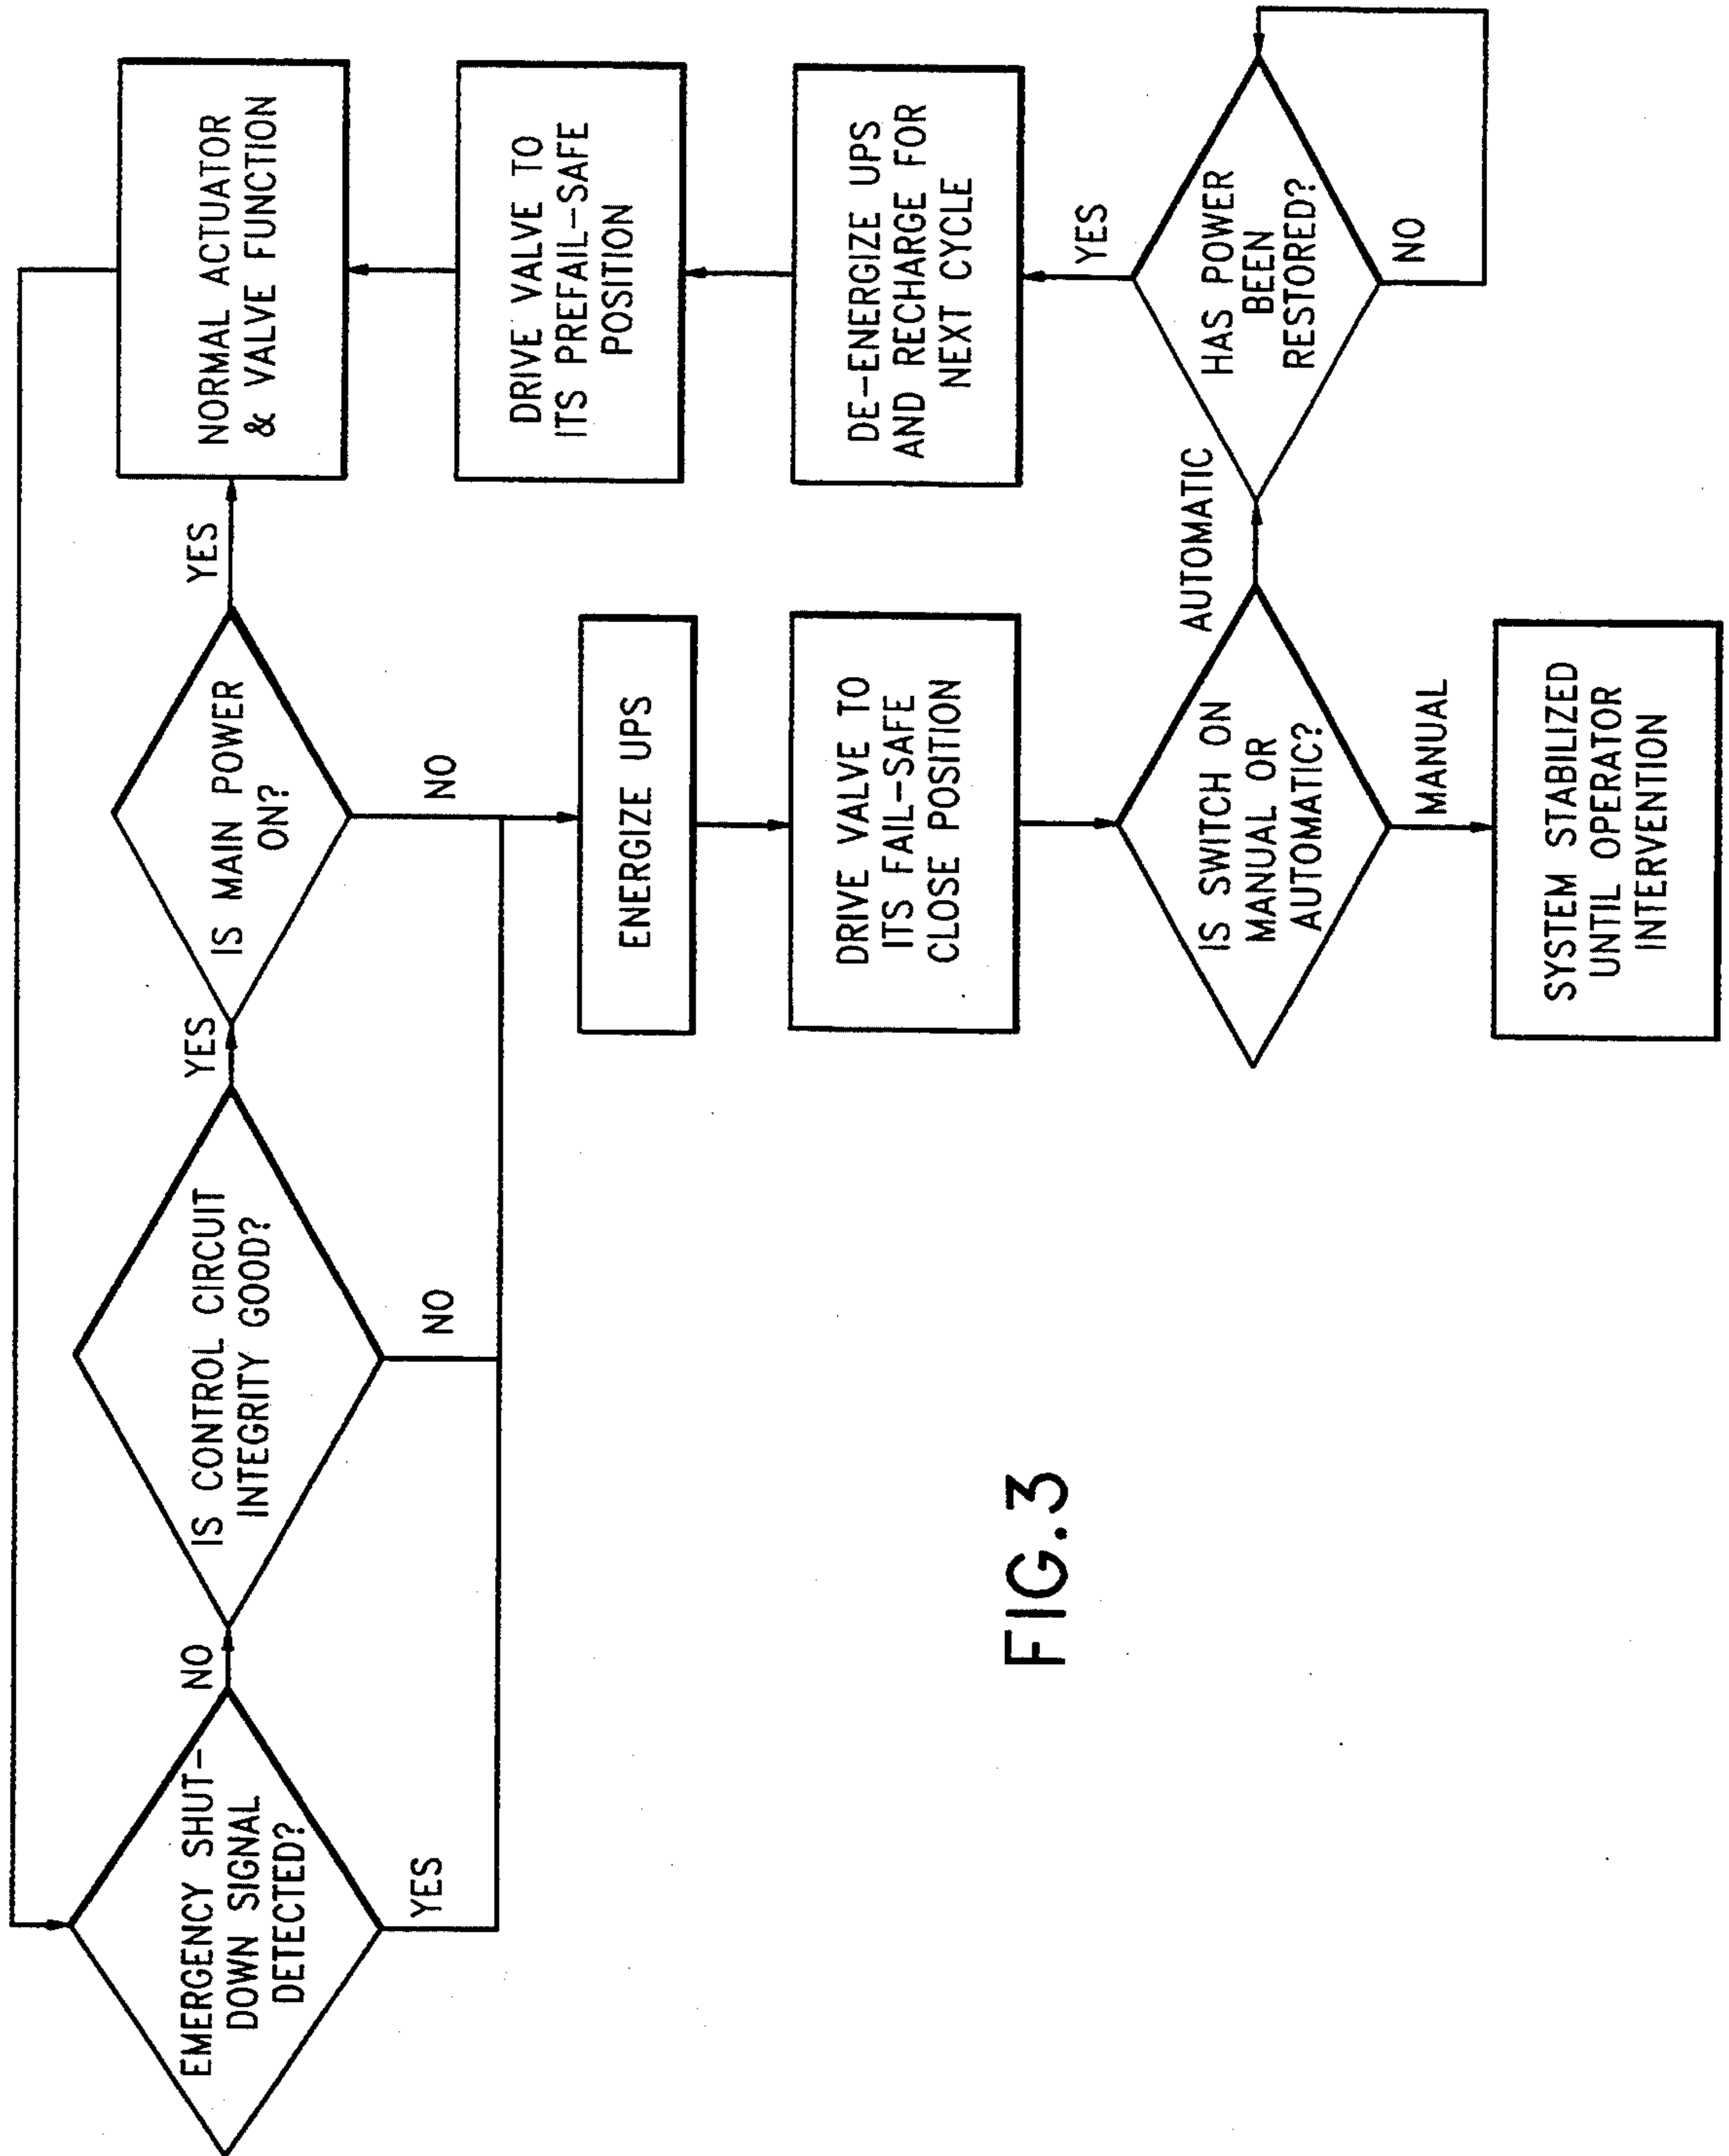 EMERGENCY SHUT-
DOWN SIGNAL
DETECTED?
NO
YES
IS CONTROL CIRCUIT
INTEGRITY GOOD?
YES
NO
IS MAIN POWER
ON?
YES
NO
NORMAL ACTUATOR
& VALVE FUNCTION
ENERGIZE UPS
DRIVE VALVE TO
ITS PREFAIL-SAFE
POSITION
DRIVE VALVE TO
ITS FAIL-SAFE
CLOSE POSITION
DE-ENERGIZE UPS
AND RECHARGE FOR
NEXT CYCLE
IS SWITCH ON
MANUAL OR
AUTOMATIC?
AUTOMATIC
MANUAL
HAS POWER
BEEN
RESTORED?
YES
NO
SYSTEM STABILIZED
UNTIL OPERATOR
INTERVENTION
FIG.3